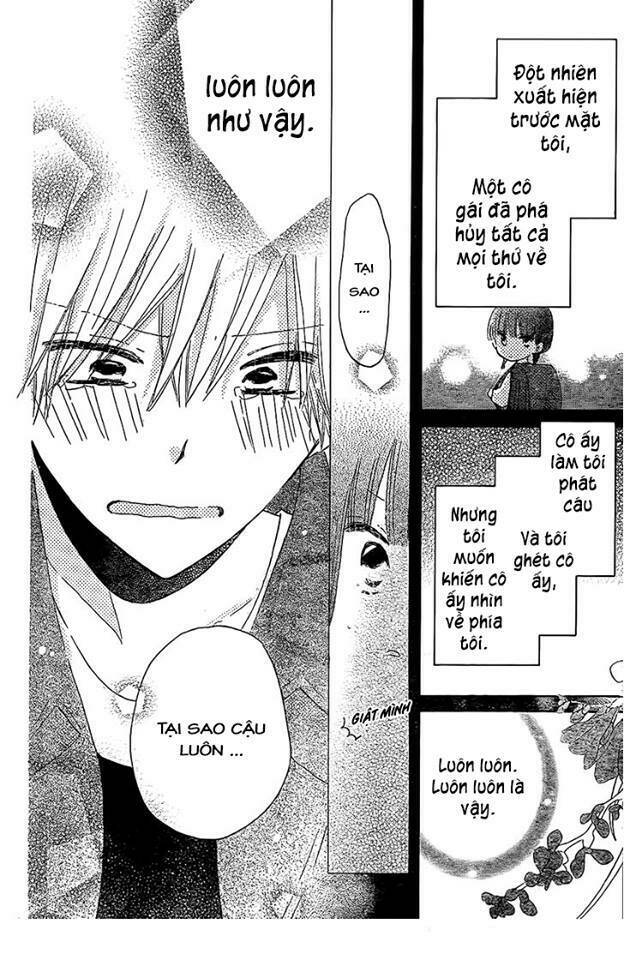 Đột nhiên
xuất hiện
trước mặt
tôi,
Một cô
gái đã phá
hủy tất cả
mọi thứ về
tôi.
Cô ấy
làm tôi
phát
cáu
Và tôi
ghét cô
ấy,
Nhưng
tôi
muốn
khiến cô
ấy nhìn
về phía
tôi.
Luôn luôn.
Luôn luôn là
vậy.
TẠI
SAO
...
GIẬT MÌNH
luôn luôn
như vậy.
TẠI SAO CẬU
LUÔN ...